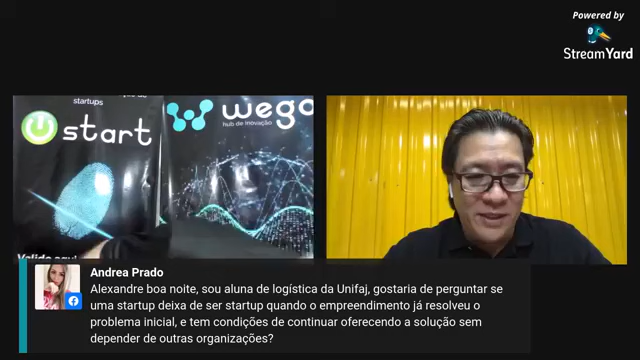 Powered by
StreamYard
startups
start
wego
hub de inovação
Andrea Prado
Alexandre boa noite, sou aluna de logística da Unifaj, gostaria de perguntar se
uma startup deixa de ser startup quando o empreendimento já resolveu o
problema inicial, e tem condições de continuar oferecendo a solução sem
depender de outras organizações?